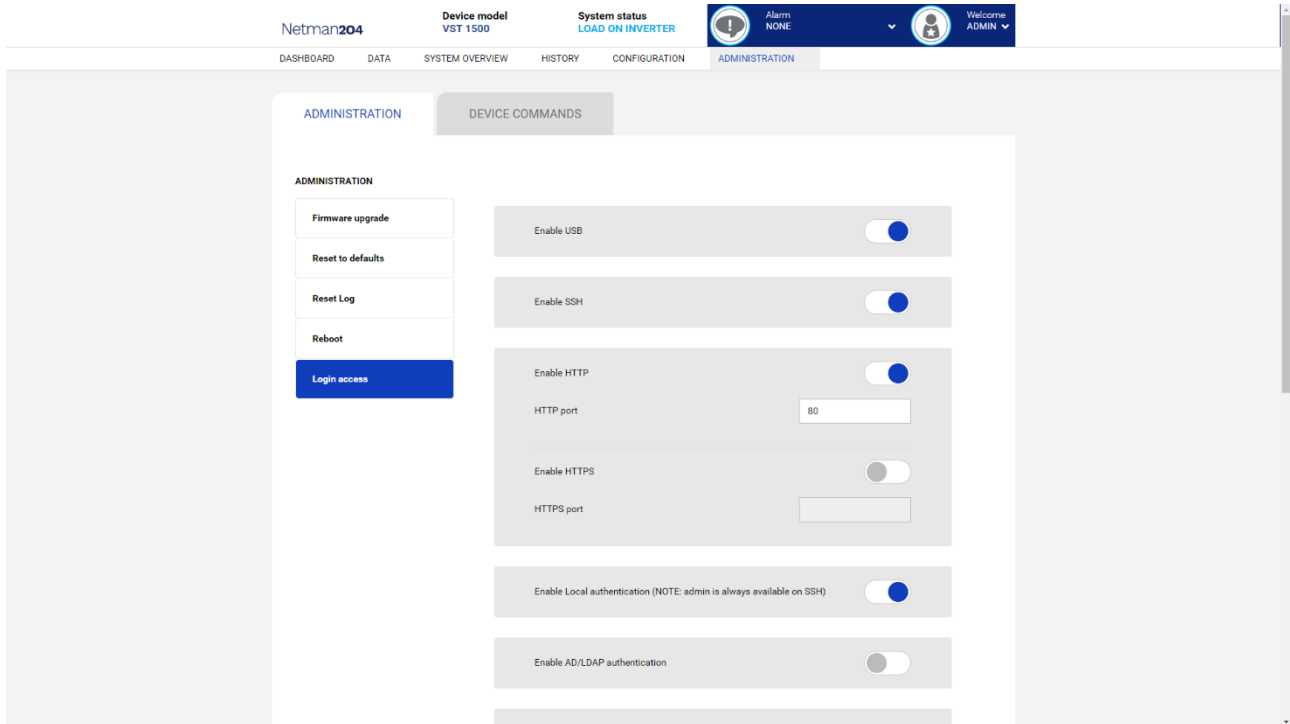 Netman204
Device model
VST 1500
System status
LOAD ON INVERTER
Alarm
NONE
Welcome
ADMIN
DASHBOARD DATA SYSTEM OVERVIEW HISTORY CONFIGURATION ADMINISTRATION
ADMINISTRATION DEVICE COMMANDS
ADMINISTRATION
Firmware upgrade
Reset to defaults
Reset Log
Reboot
Login access
Enable USB
Enable SSH
Enable HTTP
HTTP port 80
Enable HTTPS
HTTPS port
Enable Local authentication (NOTE: admin is always available on SSH)
Enable AD/LDAP authentication